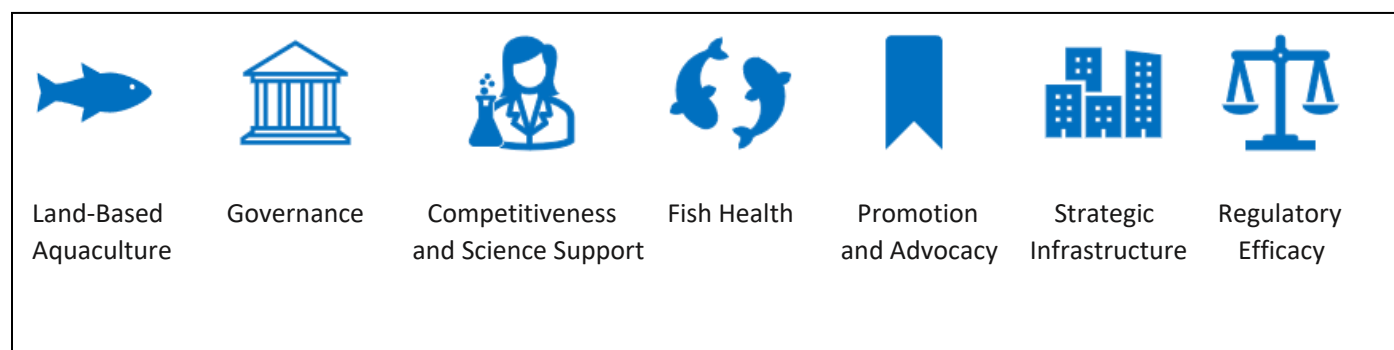 Land-Based
Aquaculture
Governance
Competitiveness
and Science Support
Fish Health
Promotion
and Advocacy
Strategic
Infrastructure
Regulatory
Efficacy